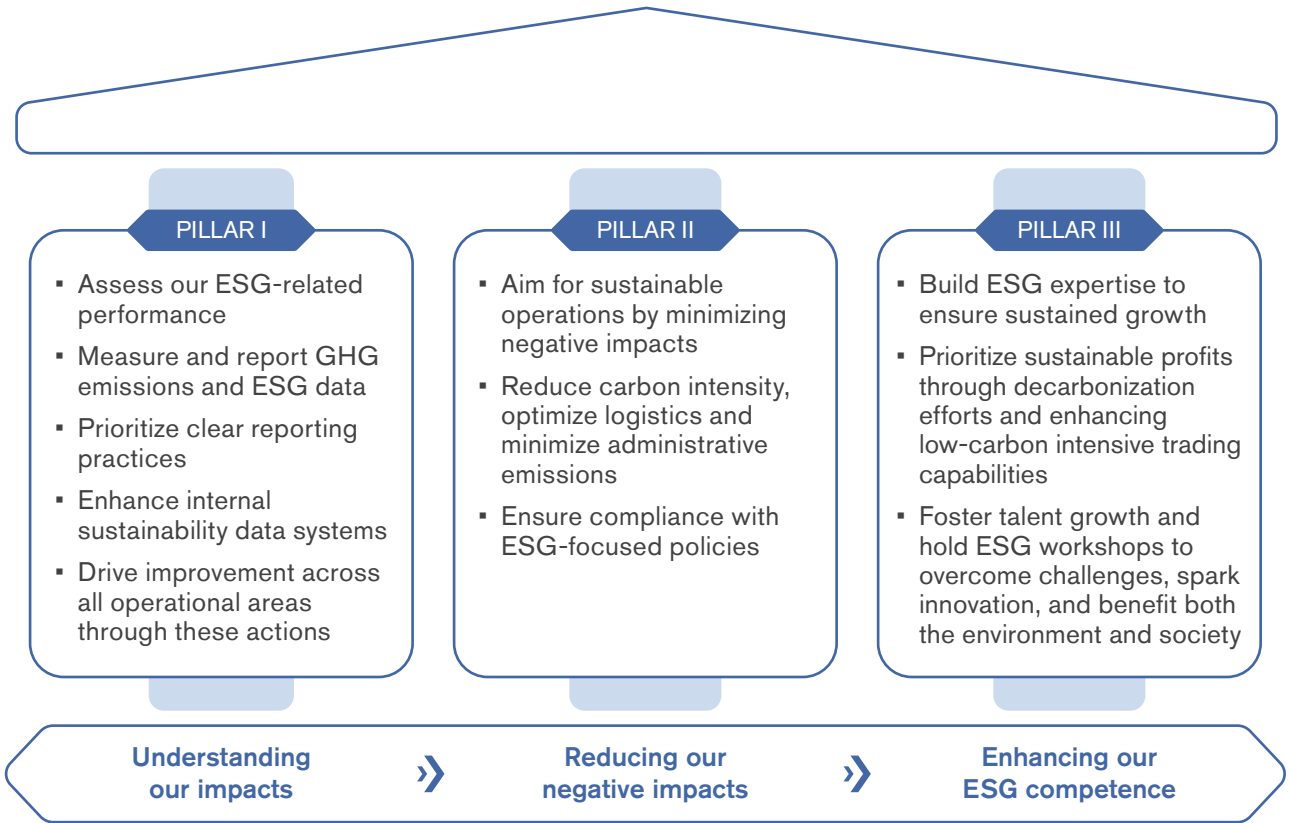 PILLAR I
▪ Assess our ESG-related
performance
▪ Measure and report GHG
emissions and ESG data
▪ Prioritize clear reporting
practices
▪ Enhance internal
sustainability data systems
▪ Drive improvement across
all operational areas
through these actions
PILLAR II
▪ Aim for sustainable
operations by minimizing
negative impacts
▪ Reduce carbon intensity,
optimize logistics and
minimize administrative
emissions
▪ Ensure compliance with
ESG-focused policies
PILLAR III
▪ Build ESG expertise to
ensure sustained growth
▪ Prioritize sustainable profits
through decarbonization
efforts and enhancing
low-carbon intensive trading
capabilities
▪ Foster talent growth and
hold ESG workshops to
overcome challenges, spark
innovation, and benefit both
the environment and society
Understanding
our impacts
Reducing our
negative impacts
Enhancing our
ESG competence